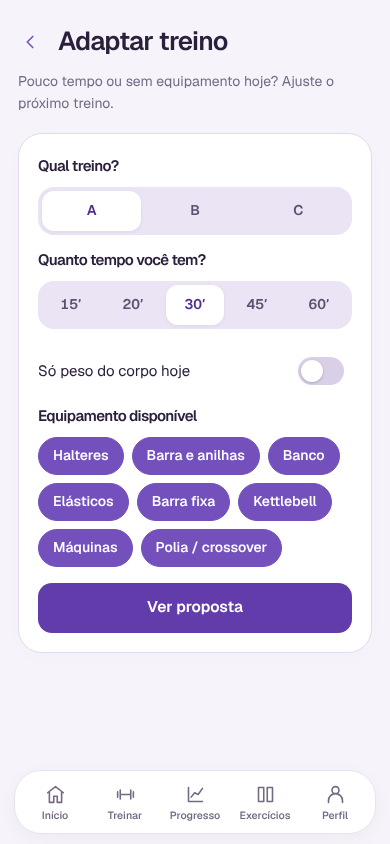 Adaptar treino
Pouco tempo ou sem equipamento hoje? Ajuste o
próximo treino.
Qual treino?
A B C
Quanto tempo você tem?
15′ 20′ 30′ 45′ 60′
Só peso do corpo hoje
Equipamento disponível
Halteres Barra e anilhas Banco
Elásticos Barra fixa Kettlebell
Máquinas Polia / crossover
Ver proposta
Início Treinar Progresso Exercícios Perfil